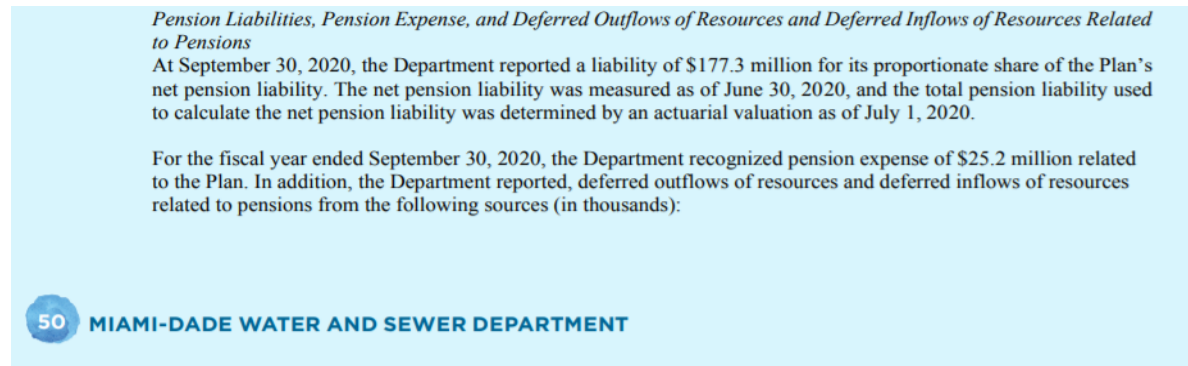 Pension Liabilities, Pension Expense, and Deferred Outflows of Resources and Deferred Inflows of Resources Related
to Pensions
At September 30, 2020, the Department reported a liability of $177.3 million for its proportionate share of the Plan's
net pension liability. The net pension liability was measured as of June 30, 2020, and the total pension liability used
to calculate the net pension liability was determined by an actuarial valuation as of July 1, 2020.
For the fiscal year ended September 30, 2020, the Department recognized pension expense of $25.2 million related
to the Plan. In addition, the Department reported, deferred outflows of resources and deferred inflows of resources
related to pensions from the following sources (in thousands):
50 MIAMI-DADE WATER AND SEWER DEPARTMENT